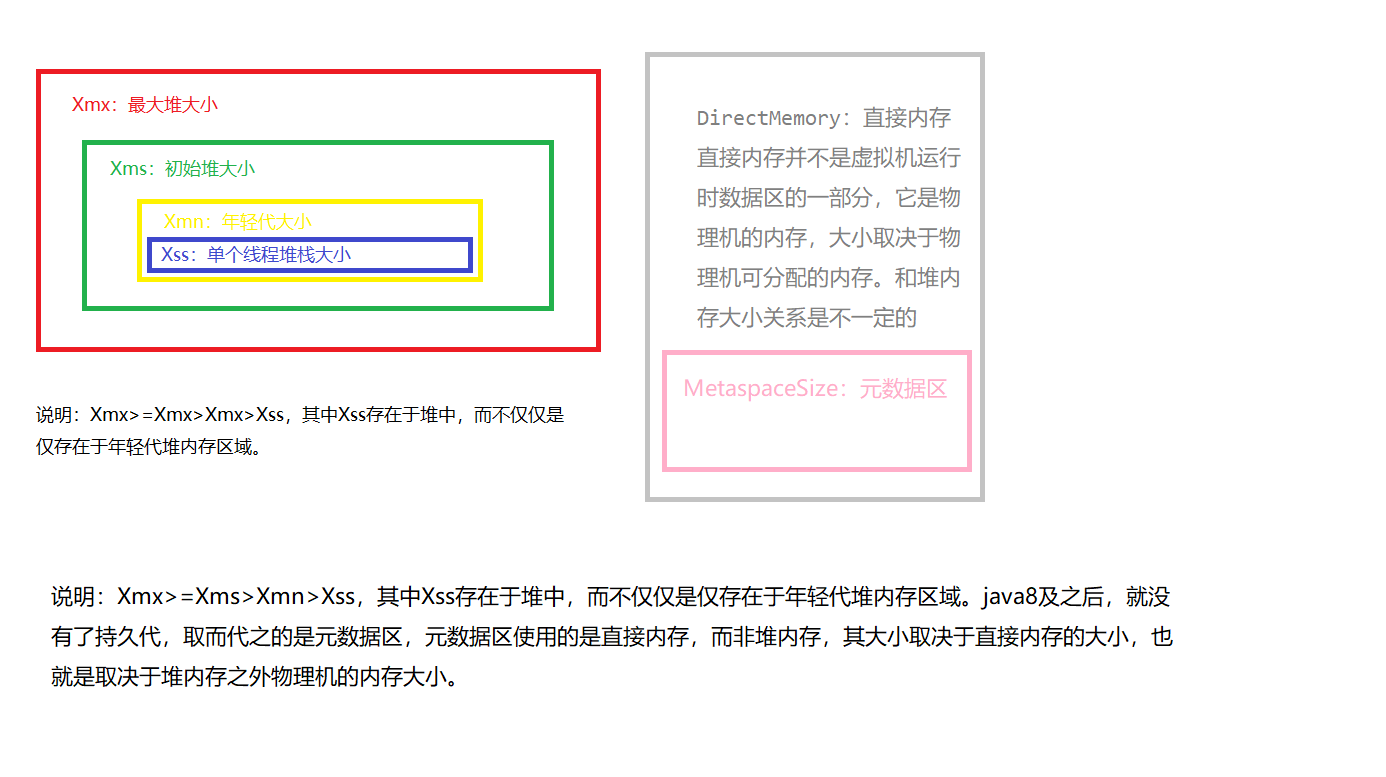 Xmx：最大堆大小
Xms：初始堆大小
Xmn：年轻代大小
Xss：单个线程堆栈大小
说明：Xmx>=Xmx>Xmx>Xss，其中Xss存在于堆中，而不仅仅是
仅存在于年轻代堆内存区域。
DirectMemory：直接内存
直接内存并不是虚拟机运行
时数据区的一部分，它是物
理机的内存，大小取决于物
理机可分配的内存。和堆内
存大小关系是不一定的
MetaspaceSize：元数据区
说明：Xmx>=Xms>Xmn>Xss，其中Xss存在于堆中，而不仅仅是仅存在于年轻代堆内存区域。java8及之后，就没
有了持久代，取而代之的是元数据区，元数据区使用的是直接内存，而非堆内存，其大小取决于直接内存的大小，也
就是取决于堆内存之外物理机的内存大小。